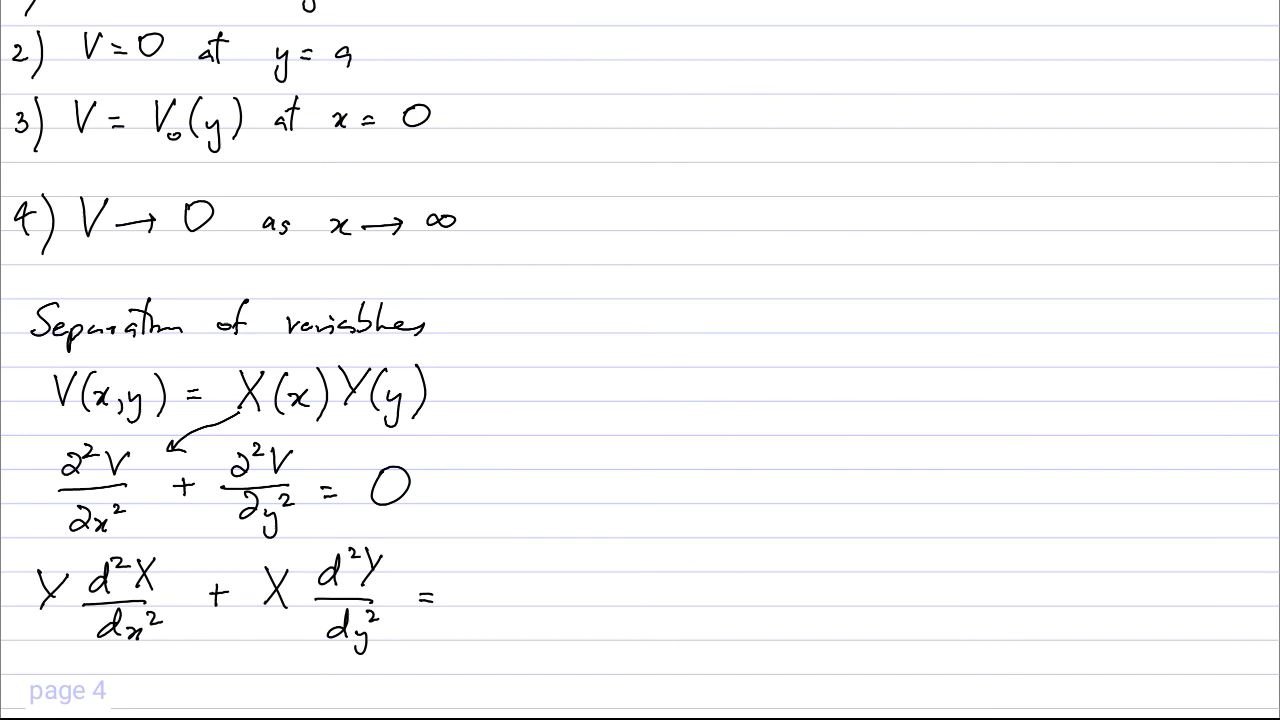 2) V = 0 at y = a
3) V = V₀(y) at x = 0
4) V → 0 as x → ∞
Separation of variables
V(x,y) = X(x)Y(y)
∂²V/∂x² + ∂²V/∂y² = 0
Y d²X/dx² + X d²Y/dy² =
page 4